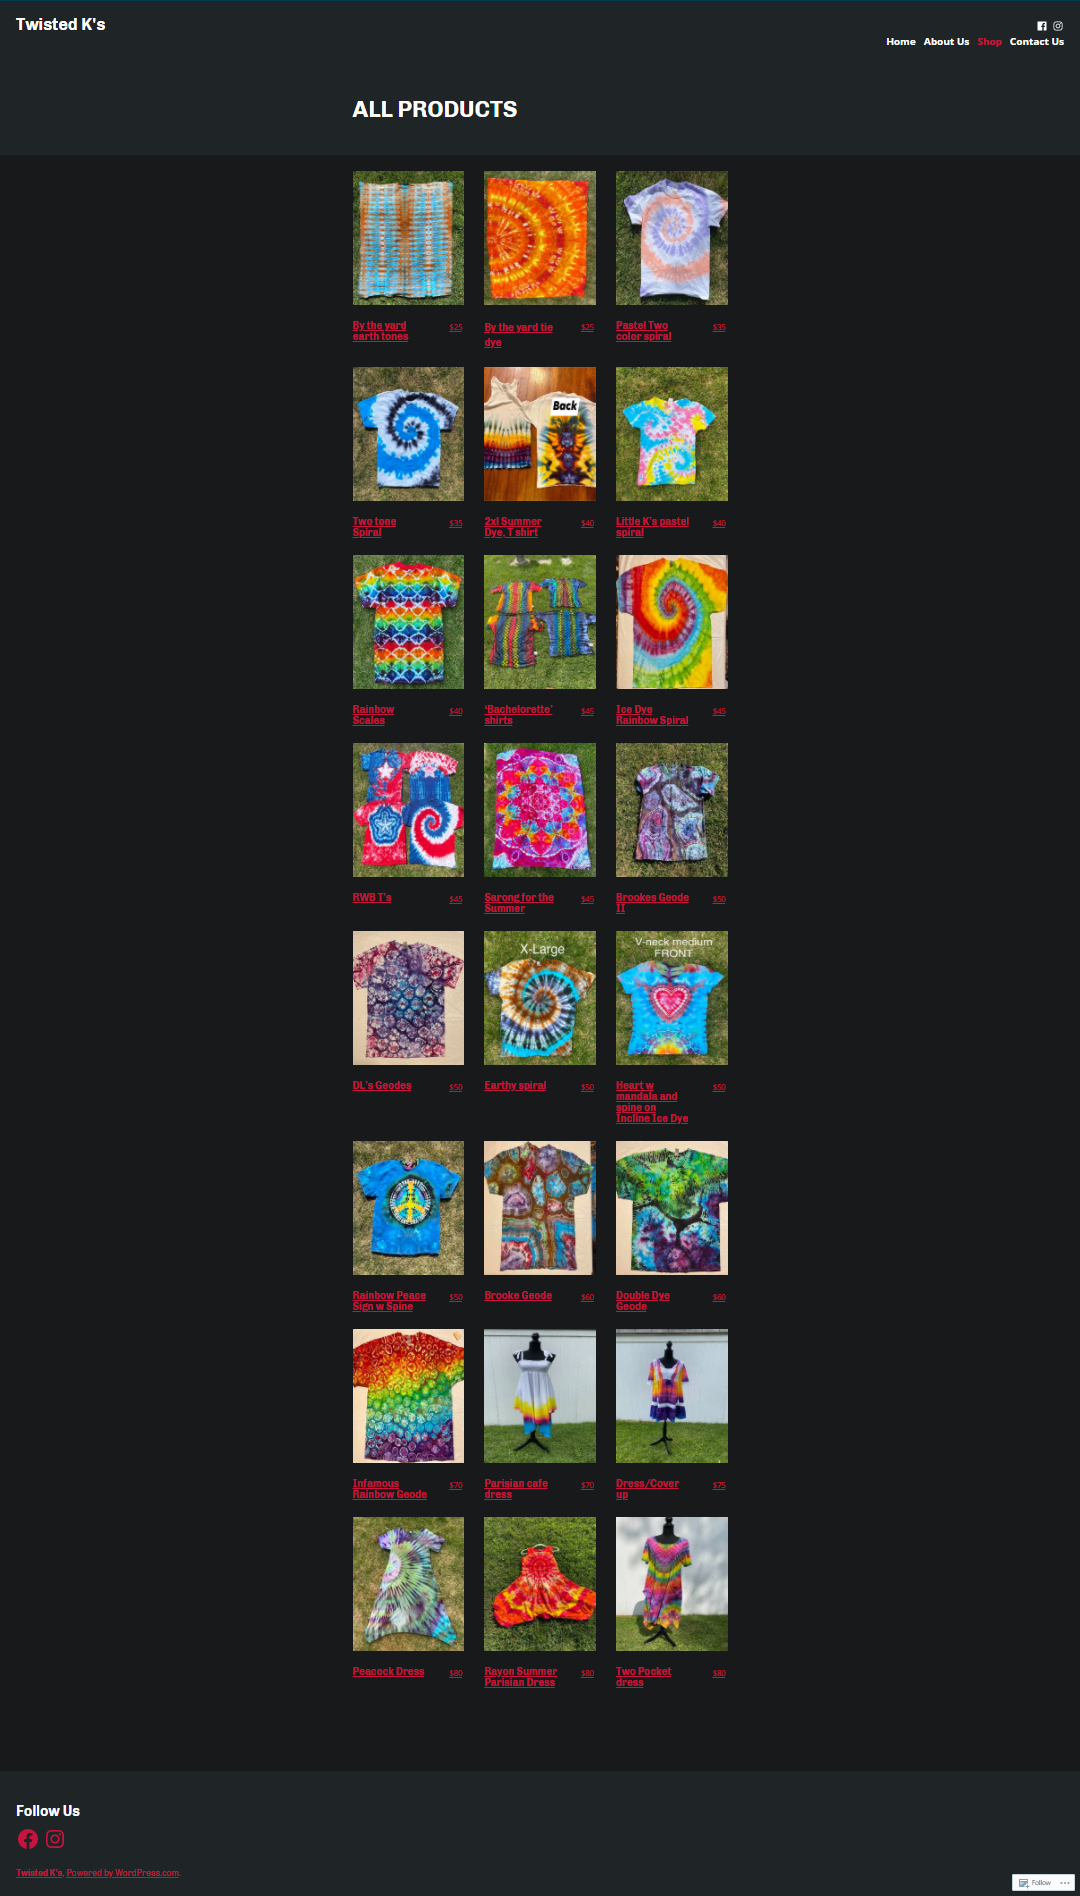 Twisted K's
Home About Us Shop Contact Us
ALL PRODUCTS
By the yard
earth tones
$25
By the yard tie
dye
$25
Pastel Two
color spiral
$35
Back
Two tone
Spiral
$35
2xl Summer
Dye, T shirt
$40
Little K's pastel
spiral
$40
Rainbow
Scales
$40
‘Bachelorette’
shirts
$45
Ice Dye
Rainbow Spiral
$45
RWB T's
$45
Sarong for the
Summer
$45
Brookes Geode
II
$50
X-Large
V-neck medium
FRONT
DL's Geodes
$50
Earthy spiral
$50
Heart w
mandala and
spine on
Incline Ice Dye
$50
Rainbow Peace
Sign w Spine
$50
Brooke Geode
$60
Double Dye
Geode
$60
Infamous
Rainbow Geode
$70
Parisian cafe
dress
$70
Dress/Cover
up
$75
Peacock Dress
$80
Rayon Summer
Parisian Dress
$80
Two Pocket
dress
$80
Follow Us
Twisted K's, Powered by WordPress.com.
Follow